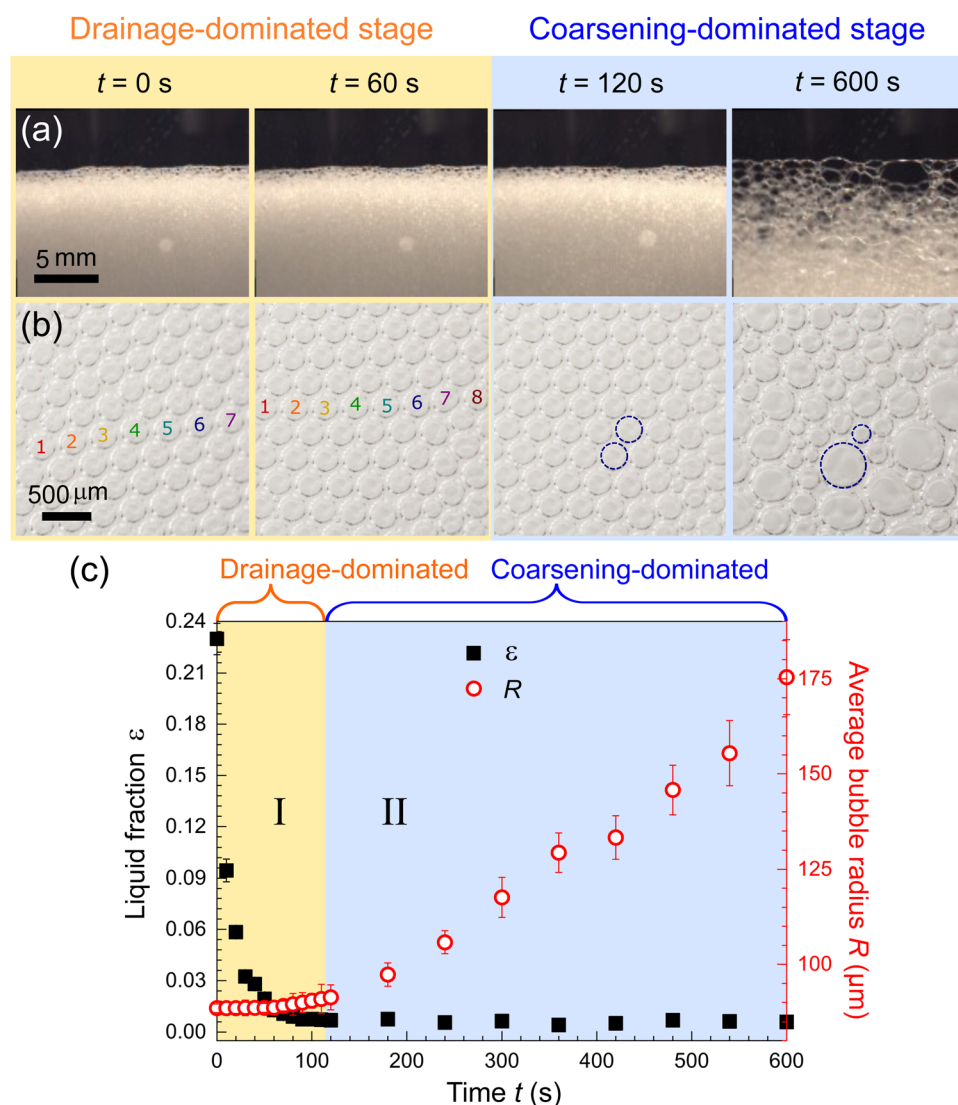 Drainage-dominated stage
Coarsening-dominated stage
t = 0 s
t = 60 s
t = 120 s
t = 600 s
(a)
5 mm
(b)
1 2 3 4 5 6 7
1 2 3 4 5 6 7 8
500 μm
(c)
Drainage-dominated
Coarsening-dominated
0.24
0.21
0.18
0.15
0.12
0.09
0.06
0.03
0.00
Liquid fraction ε
ε
R
I
II
175
150
125
100
Average bubble radius R (μm)
0 100 200 300 400 500 600
Time t (s)